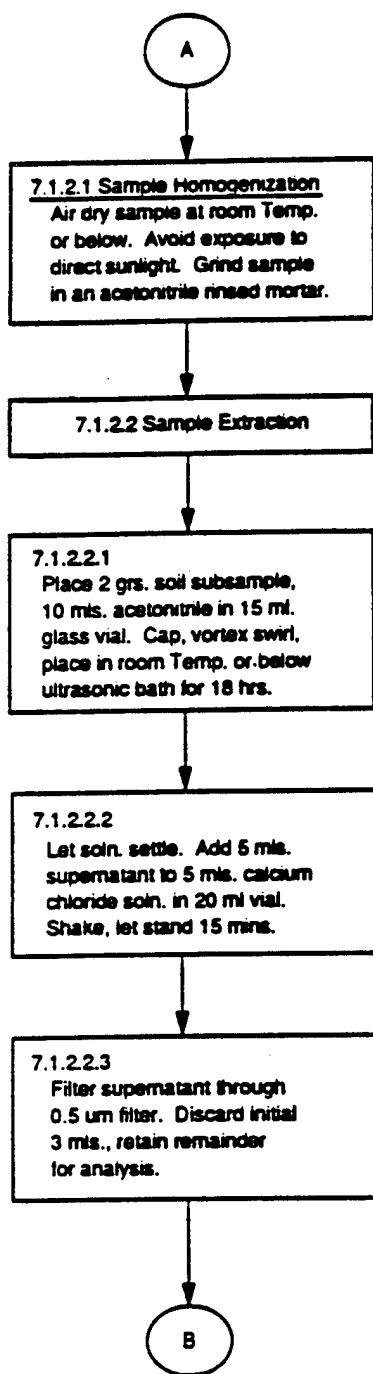 A
7.1.2.1 Sample Homogenization
Air dry sample at room Temp.
or below. Avoid exposure to
direct sunlight. Grind sample
in an acetonitrile rinsed mortar.
7.1.2.2 Sample Extraction
7.1.2.2.1
Place 2 grs. soil subsample,
10 mls. acetonitrile in 15 ml.
glass vial. Cap, vortex swirl,
place in room Temp. or below
ultrasonic bath for 18 hrs.
7.1.2.2.2
Let soln. settle. Add 5 mls.
supernatant to 5 mls. calcium
chloride soln. in 20 ml vial.
Shake, let stand 15 mins.
7.1.2.2.3
Filter supernatant through
0.5 um filter. Discard initial
3 mls., retain remainder
for analysis.
B